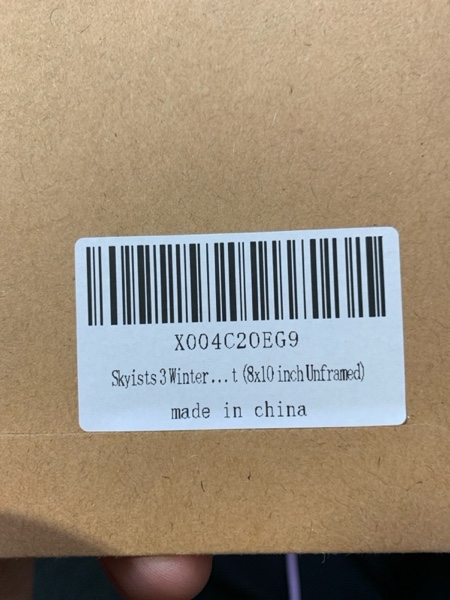 X004C20EG9
Skyists 3 Winter...t (8x10 inch Unframed)
made in china